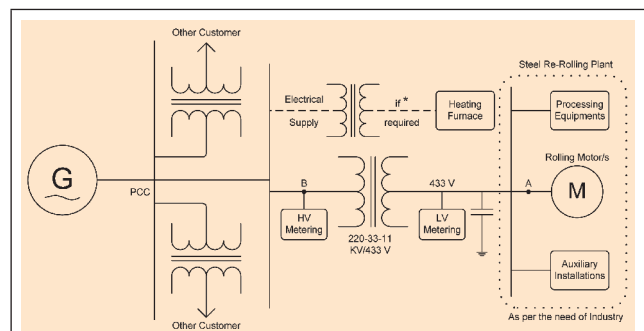 Other Customer
Steel Re-Rolling Plant
Electrical
Supply
if *
required
Heating
Furnace
Processing
Equipments
G
PCC
B
433 V
A
Rolling Motor/s
M
HV
Metering
LV
Metering
220-33-11
KV/433 V
Auxiliary
Installations
Other Customer
As per the need of Industry